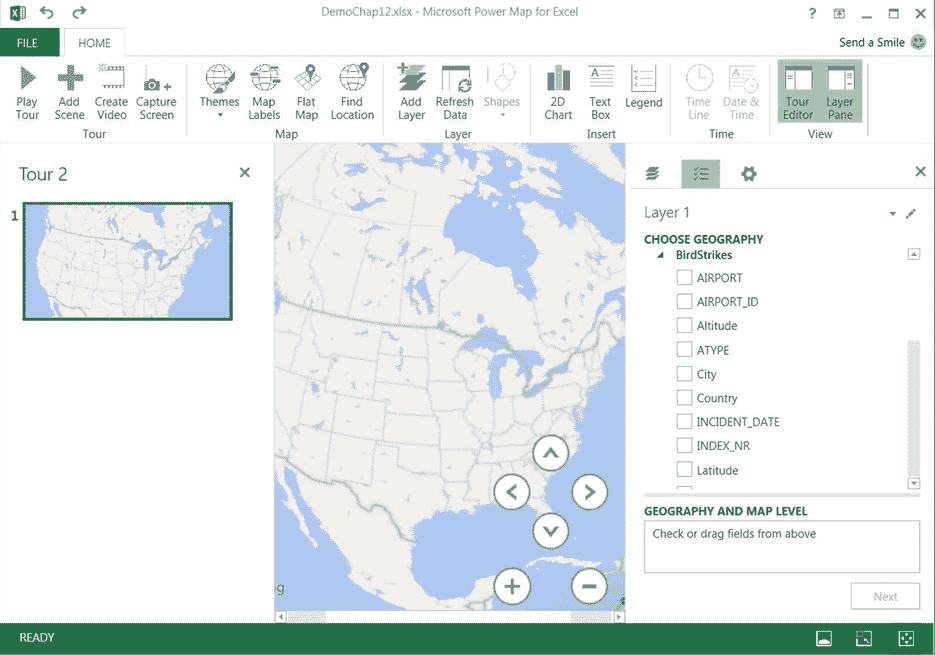 DemoChap12.xlsx - Microsoft Power Map for Excel
?
FILE
HOME
Send a Smile
Play
Tour
Add
Scene
Create
Video
Capture
Screen
Tour
Themes
Map
Labels
Flat
Map
Find
Location
Map
Add
Layer
Refresh
Data
Shapes
Layer
2D
Chart
Text
Box
Legend
Insert
Time
Line
Date &
Time
Time
Tour
Editor
Layer
Pane
View
Tour 2
1
g
Layer 1
CHOOSE GEOGRAPHY
BirdStrikes
AIRPORT
AIRPORT_ID
Altitude
ATYPE
City
Country
INCIDENT_DATE
INDEX_NR
Latitude
GEOGRAPHY AND MAP LEVEL
Check or drag fields from above
Next
READY